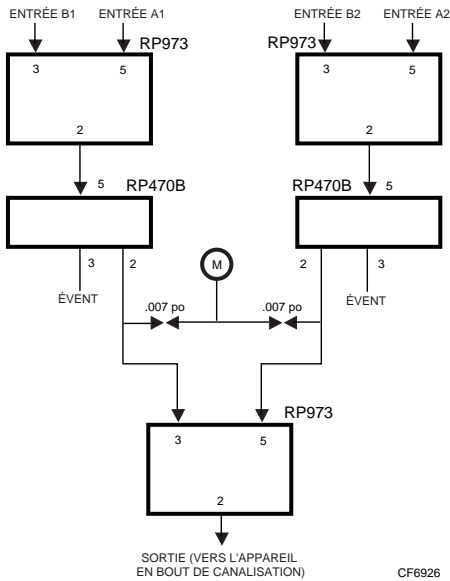 ENTRÉE B1 ENTRÉE A1 ENTRÉE B2 ENTRÉE A2
RP973 RP973
3 5 3 5
2 2
5 RP470B RP470B 5
3 2 M 2 3
ÉVENT ÉVENT
.007 po .007 po
RP973
3 5
2
SORTIE (VERS L'APPAREIL
EN BOUT DE CANALISATION)
CF6926